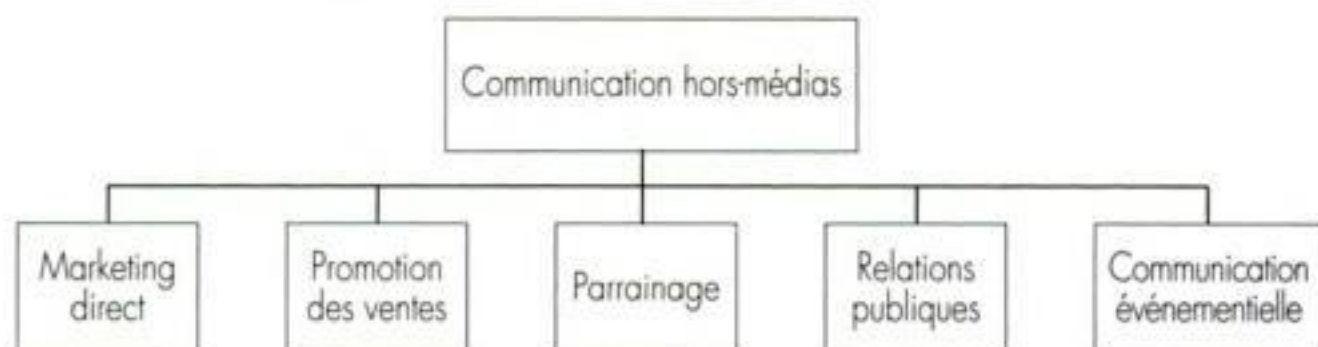 Communication hors-médias
Marketing
direct
Promotion
des ventes
Parrainage
Relations
publiques
Communication
événementielle